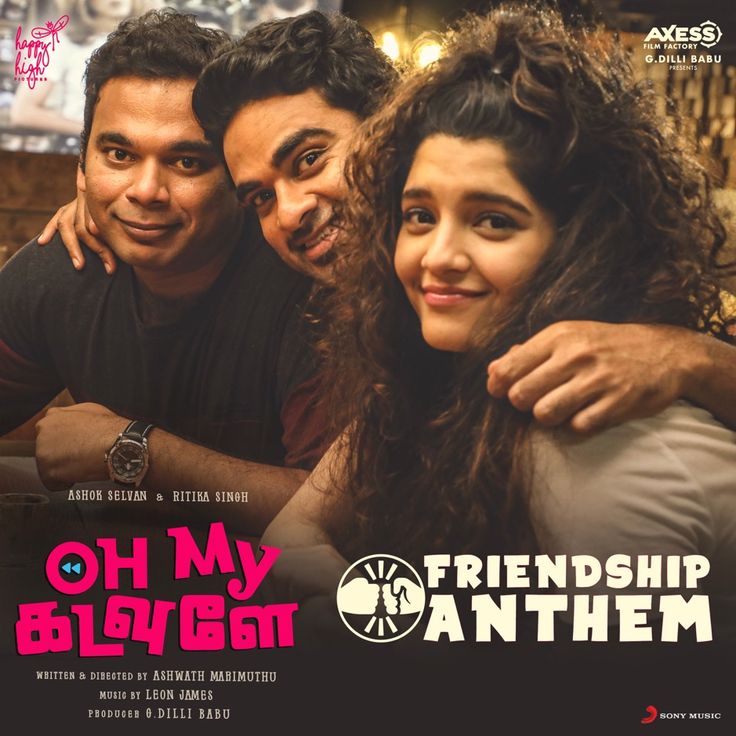 happy
high
PICTURES
AXESS
FILM FACTORY
G.DILLI BABU
PRESENTS
ASHOK SELVAN & RITIKA SINGH
OH My
கடவுளே
FRIENDSHIP
ANTHEM
WRITTEN & DIRECTED BY ASHWATH MARIMUTHU
MUSIC BY LEON JAMES
PRODUCER G.DILLI BABU
SONY MUSIC